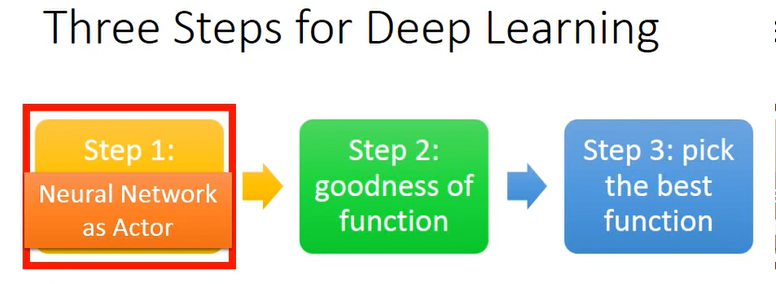 Three Steps for Deep Learning
Step 1:
Neural Network
as Actor
Step 2:
goodness of
function
Step 3: pick
the best
function